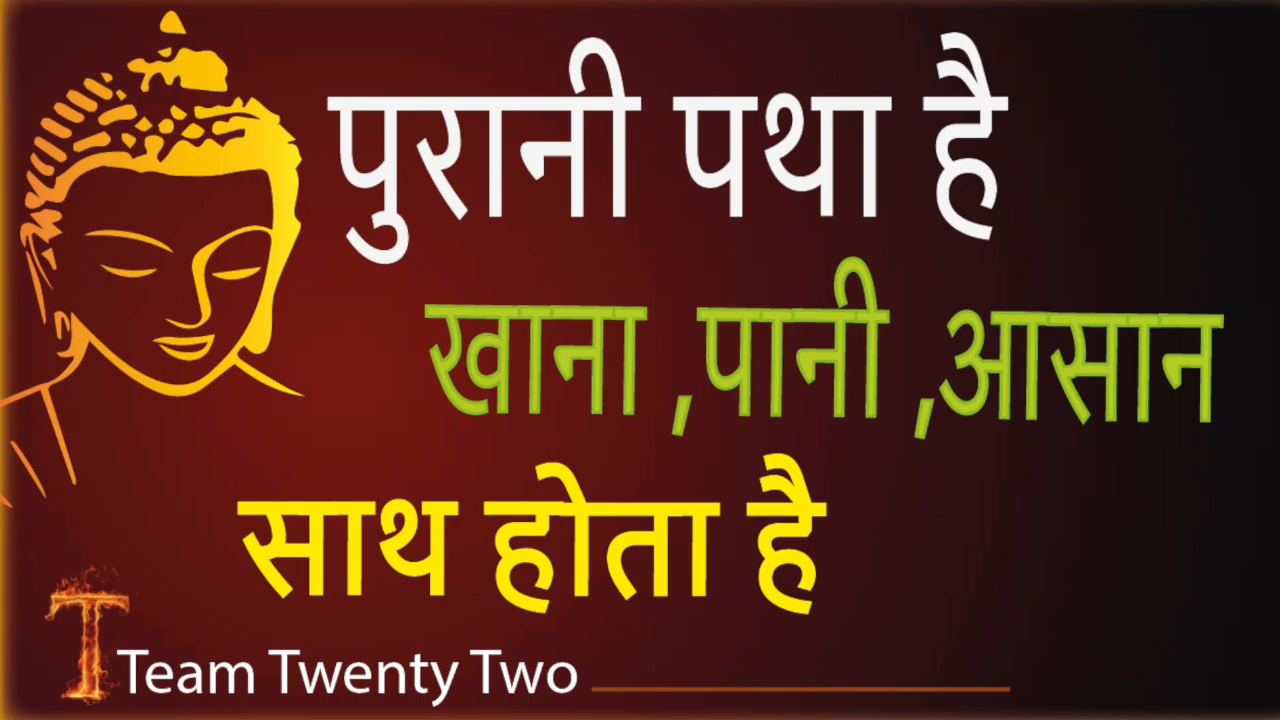 पुरानी पथा है
खाना ,पानी ,आसान
साथ होता है
T Team Twenty Two